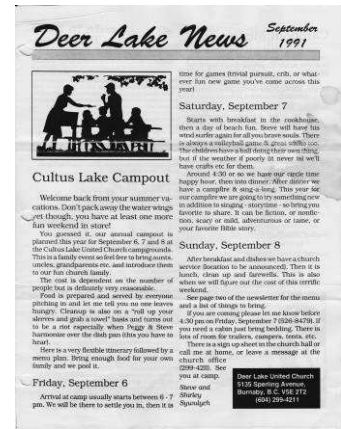 Deer Lake News
September
1991
Cultus Lake Campout
Welcome back from your summer va-
cations. Don't pack away the water wings
yet though, you have at least one more
fun weekend in store!
You guessed it, our annual campout is
planned this year for September 6, 7 and 8 at
the Cultus Lake United Church campgrounds.
This is a family event so feel free to bring aunts,
uncles, grandparents etc. and introduce them
to our fun church family.
The cost is dependent on the number of
people but is definitely very reasonable.
Food is prepared and served by everyone
pitching in and let me tell you no one leaves
hungry. Cleanup is also on a "roll up your
sleeves and grab a towel" basis and turns out
to be a riot especially when Peggy & Steve
harmonize over the dish pan (this you have to
hear).
Here is a very flexible itinerary followed by a
menu plan. Bring enough food for your own
family and we pool it.
Friday, September 6
Arrival at camp usually starts between 6 - 7
pm. We will be there to settle you in, then it is
time for games (trivial pursuit, crib, or what-
ever fun new game you've come across this
year)
Saturday, September 7
Starts with breakfast in the cookhouse,
then a day of beach fun. Steve will have his
wind surfer again for all you brave souls. There
is always a volleyball game & great walks too.
The children have a ball doing their own thing,
but if the weather if poorly (it never is) we'll
have crafts etc for them.
Around 4:30 or so we have our circle time
happy hour, then into dinner. After dinner we
have a campfire & sing-a-long. This year for
our campfire we are going to try something new
in addition to singing - storytime - so bring you
favorite to share. It can be fiction, or nonfic-
tion, scary or mild, adventurous or tame, or
your favorite Bible story.
Sunday, September 8
After breakfast and dishes we have a church
service (location to be announced). Then it is
lunch, clean up and farewells. This is also
when we will figure out the cost of this terrific
weekend.
See page two of the newsletter for the menu
and a list of things to bring.
If you are coming please let me know before
4:30 pm on Friday, September 7 (526-8479). If
you need a cabin just bring bedding. There is
lots of room for trailers, campers, tents, etc.
There is a sign up sheet in the church hall or
call me at home, or leave a message at the
church office
(299-4211). See
you at camp.
Steve and
Shirley
Deer Lake United Church
5135 Sperling Avenue,
Burnaby, B.C. V5E 2T2
(604) 299-4211